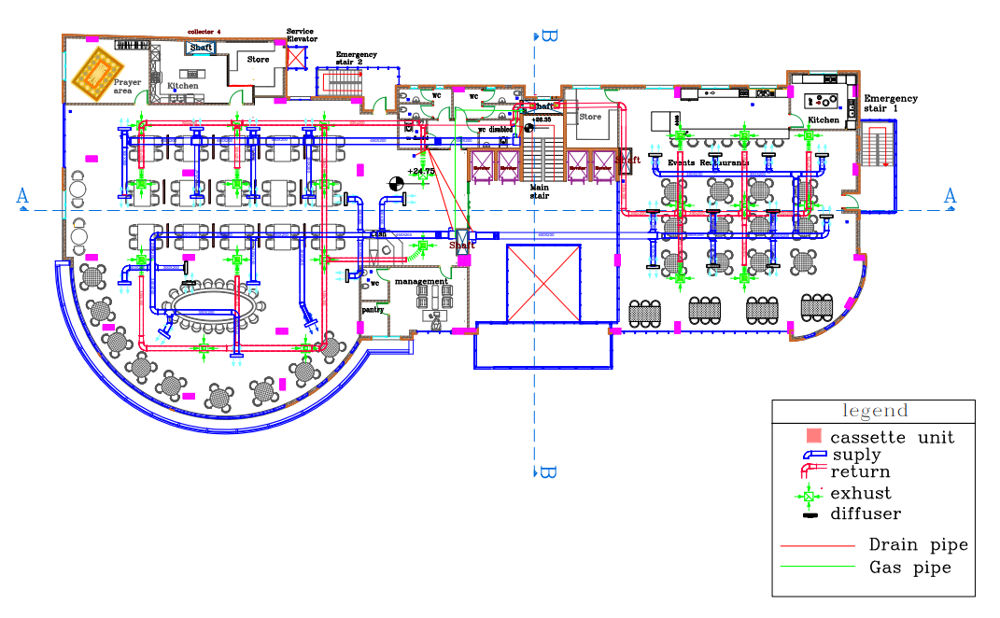 B
collector 4
Service
Elevator
Shaft
Store
Emergency
stair 2
Prayer
area
Kitchen
WC
WC
Shaft
+26.35
Store
Emergency
stair 1
Kitchen
wc disabled
Shaft
+24.75
Events Restaurants
Main
stair
A
A
Shaft
management
wc
pantry
B
legend
cassette unit
suply
return
exhust
diffuser
Drain pipe
Gas pipe